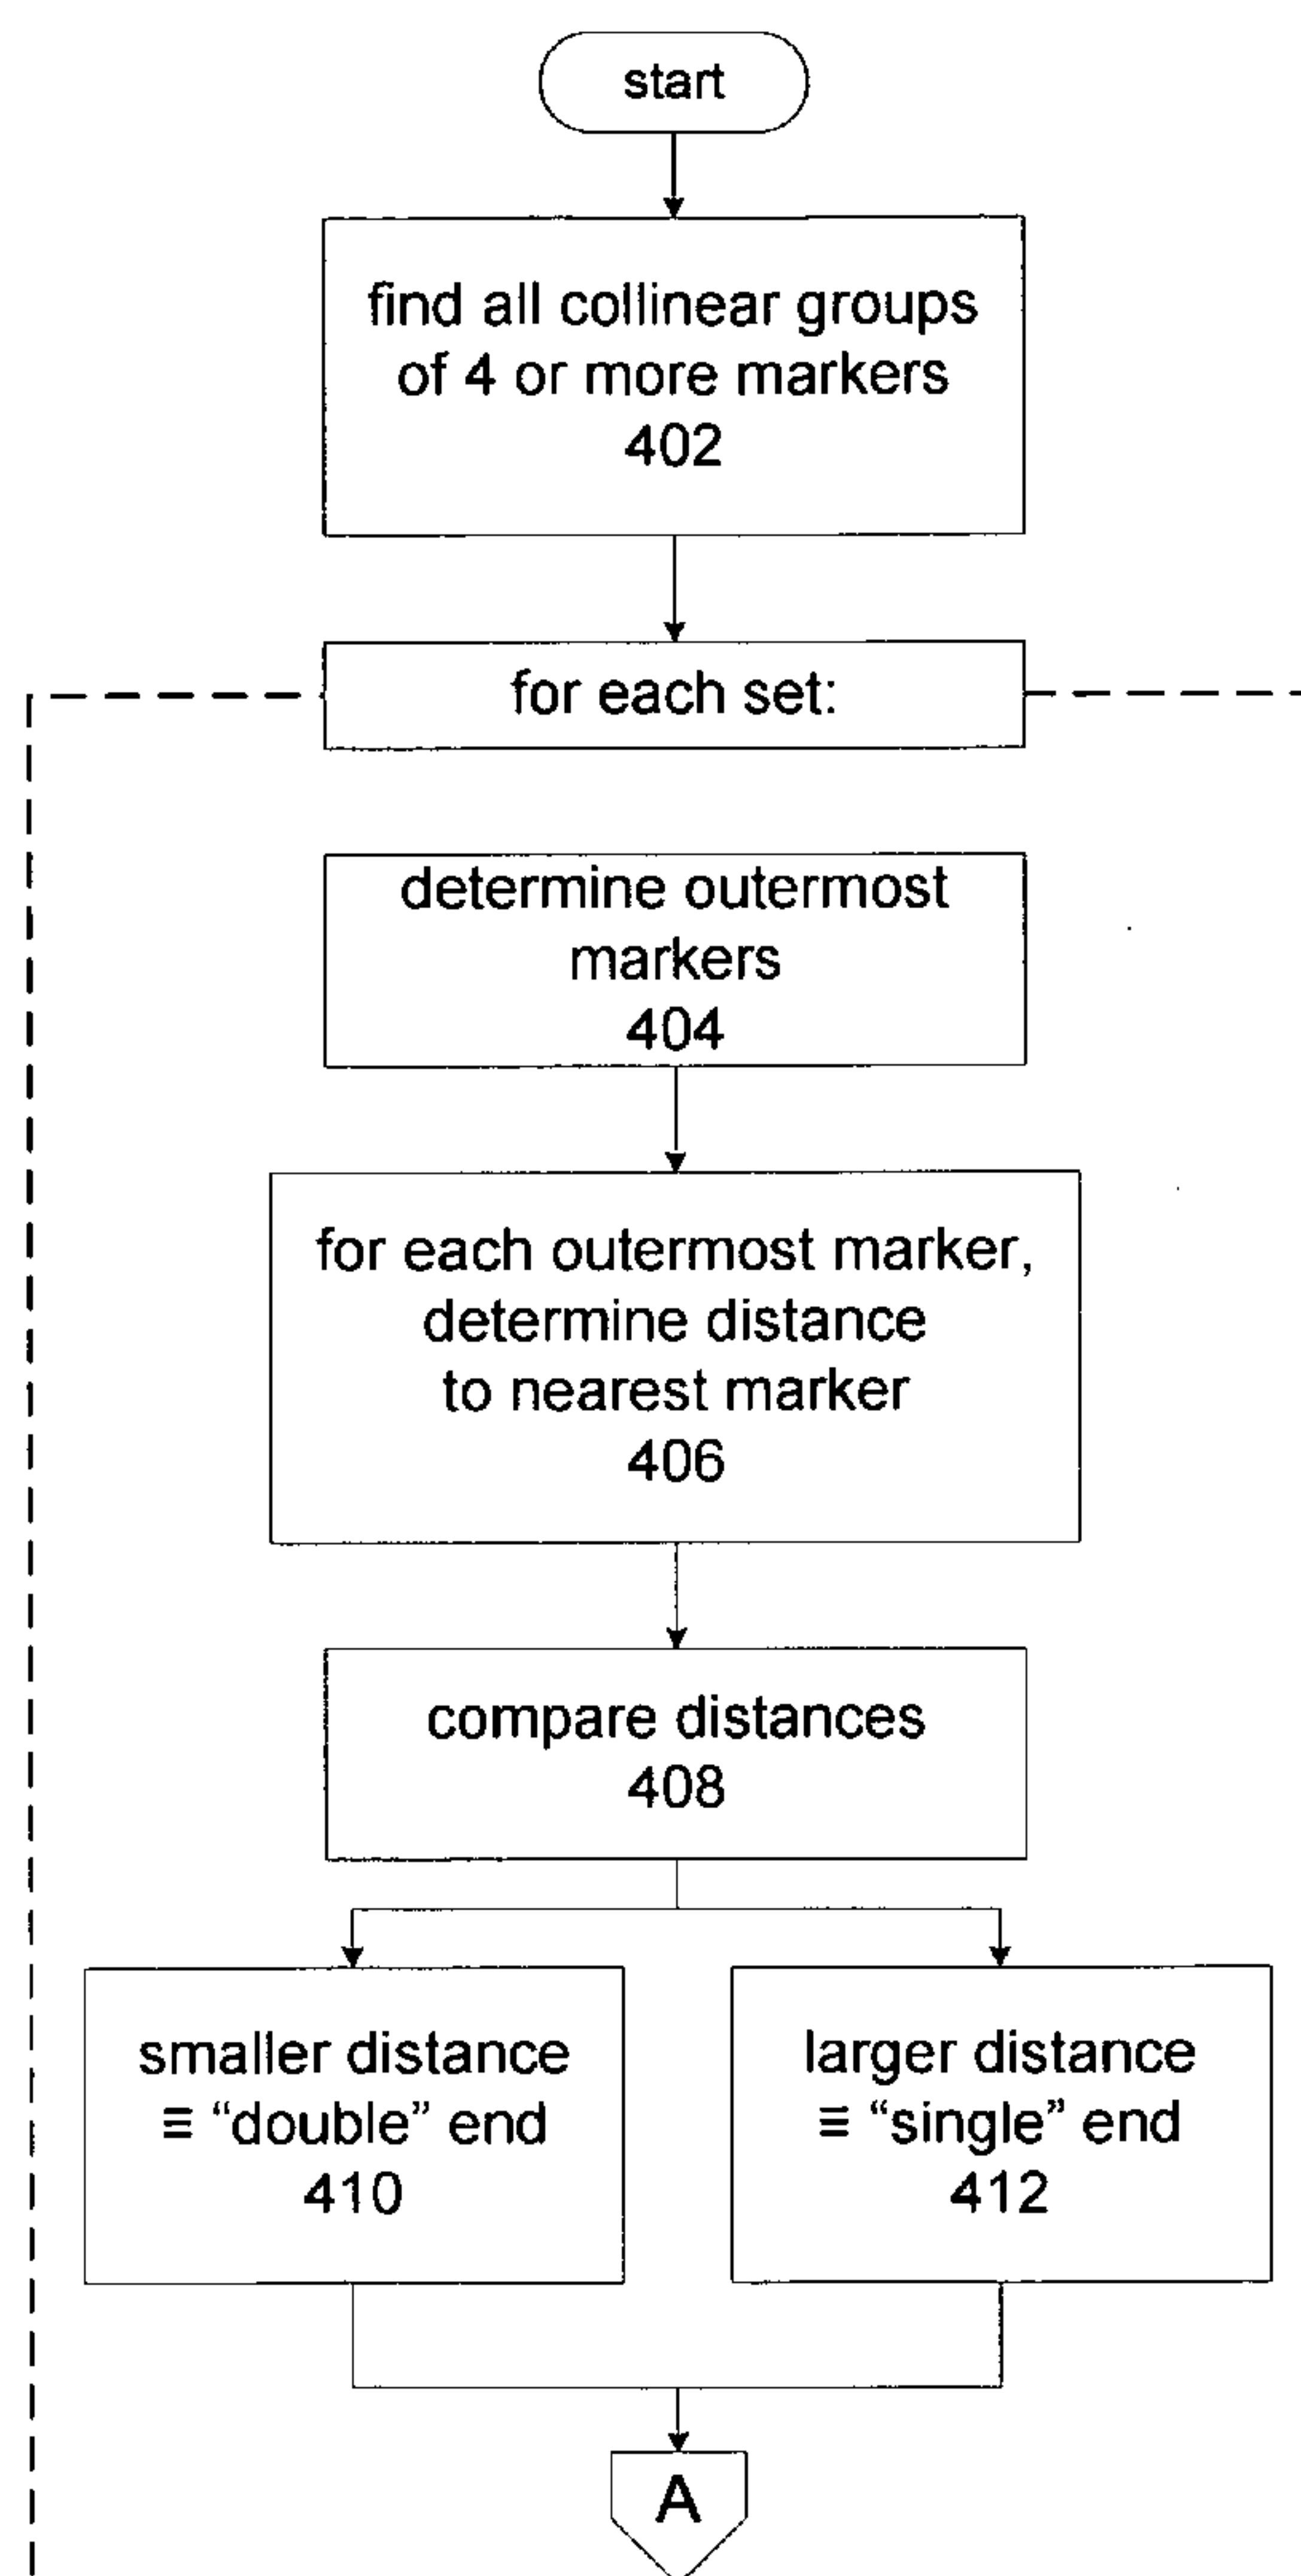 start
find all collinear groups
of 4 or more markers
402
for each set:
determine outermost
markers
404
for each outermost marker,
determine distance
to nearest marker
406
compare distances
408
smaller distance
≡ “double” end
410
larger distance
≡ “single” end
412
A